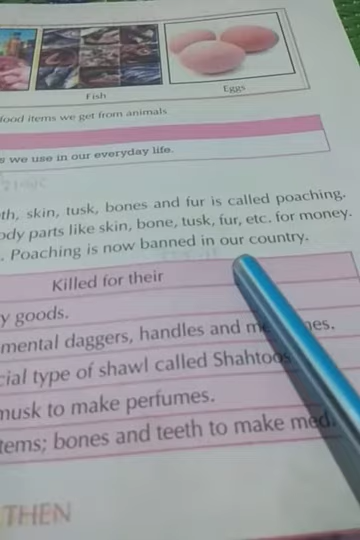 Fish
Eggs
food items we get from animals
s we use in our everyday life.
th, skin, tusk, bones and fur is called poaching.
ody parts like skin, bone, tusk, fur, etc. for money.
. Poaching is now banned in our country.
Killed for their
y goods.
mental daggers, handles and
cial type of shawl called Shahtoos
musk to make perfumes.
tems; bones and teeth to make med
THEN